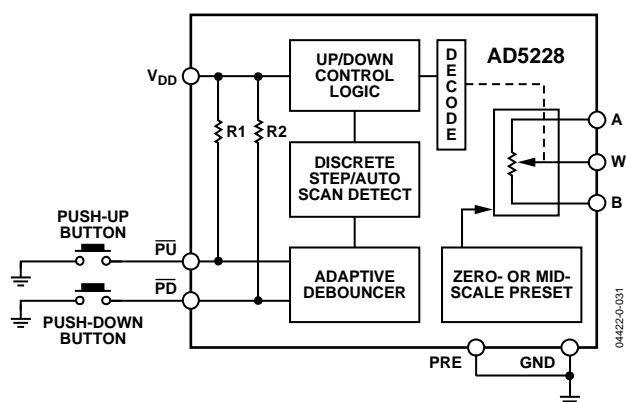 UP/DOWN
CONTROL
LOGIC
D
E
C
O
D
E
AD5228
VDD
R1
R2
A
W
B
DISCRETE
STEP/AUTO
SCAN DETECT
PUSH-UP
BUTTON
PU
PD
PUSH-DOWN
BUTTON
ADAPTIVE
DEBOUNCER
ZERO- OR MID-
SCALE PRESET
PRE
GND
04422-0-031